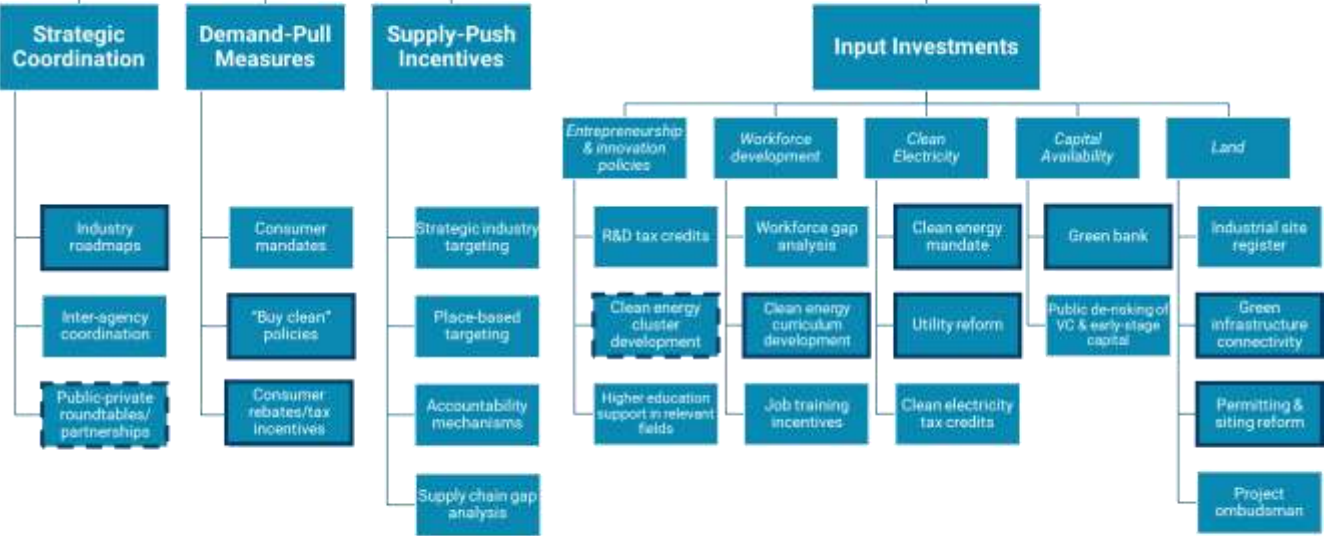 Strategic
Coordination
Industry
roadmaps
Inter-agency
coordination
Public-private
roundtables/
partnerships
Demand-Pull
Measures
Consumer
mandates
"Buy clean"
policies
Consumer
rebates/tax
incentives
Supply-Push
Incentives
Strategic industry
targeting
Place-based
targeting
Accountability
mechanisms
Supply chain gap
analysis
Input Investments
Entrepreneurship
& innovation
policies
R&D tax credits
Clean energy
cluster
development
Higher education
support in relevant
fields
Workforce
development
Workforce gap
analysis
Clean energy
curriculum
development
Job training
incentives
Clean
Electricity
Clean energy
mandate
Utility reform
Clean electricity
tax credits
Capital
Availability
Green bank
Public de-risking of
VC & early-stage
capital
Land
Industrial site
register
Green
infrastructure
connectivity
Permitting &
siting reform
Project
ombudsman